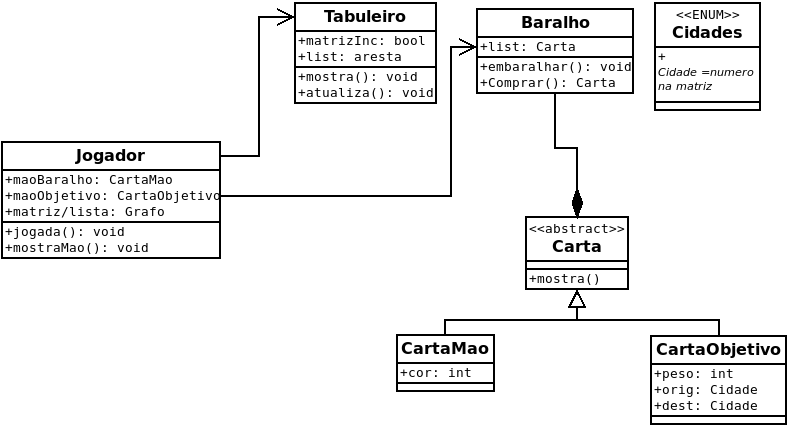 Tabuleiro
+matrizInc: bool
+list: aresta
+mostra(): void
+atualiza(): void
Baralho
+list: Carta
+embaralhar(): void
+Comprar(): Carta
<<ENUM>>
Cidades
+
Cidade =numero
na matriz
Jogador
+maoBaralho: CartaMao
+maoObjetivo: CartaObjetivo
+matriz/lista: Grafo
+jogada(): void
+mostraMao(): void
<<abstract>>
Carta
+mostra()
CartaMao
+cor: int
CartaObjetivo
+peso: int
+orig: Cidade
+dest: Cidade